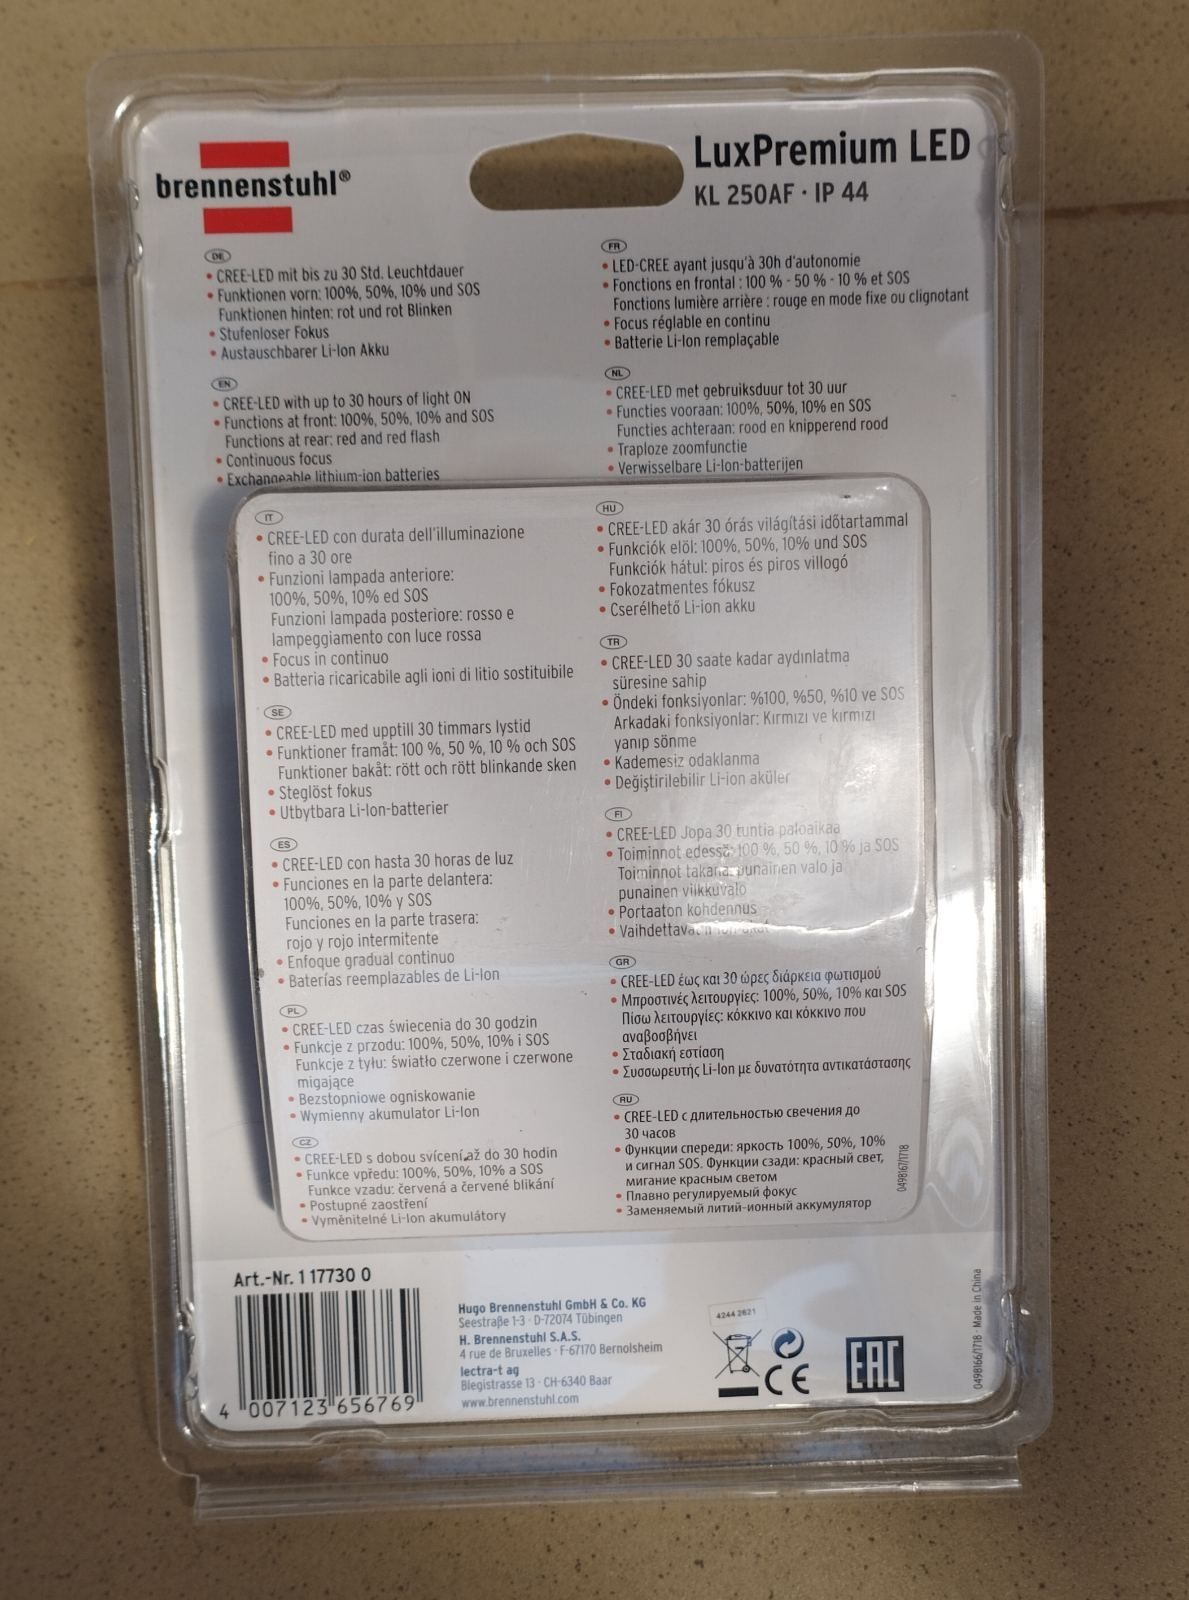 brennenstuhl®
LuxPremium LED
KL 250AF · IP 44
DE
• CREE-LED mit bis zu 30 Std. Leuchtdauer
• Funktionen vorn: 100%, 50%, 10% und SOS
Funktionen hinten: rot und rot Blinken
• Stufenloser Fokus
• Austauschbarer Li-Ion Akku
EN
• CREE-LED with up to 30 hours of light ON
• Functions at front: 100%, 50%, 10% and SOS
Functions at rear: red and red flash
• Continuous focus
• Exchangeable lithium-ion batteries
FR
• LED-CREE ayant jusqu'à 30h d'autonomie
• Fonctions en frontal : 100 % - 50 % - 10 % et SOS
Fonctions lumière arrière : rouge en mode fixe ou clignotant
• Focus réglable en continu
• Batterie Li-Ion remplaçable
NL
• CREE-LED met gebruiksduur tot 30 uur
• Functies vooraan: 100%, 50%, 10% en SOS
Functies achteraan: rood en knipperend rood
• Traploze zoomfunctie
• Verwisselbare Li-Ion-batterijen
IT
• CREE-LED con durata dell'illuminazione
fino a 30 ore
• Funzioni lampada anteriore:
100%, 50%, 10% ed SOS
Funzioni lampada posteriore: rosso e
lampeggiamento con luce rossa
• Focus in continuo
• Batteria ricaricabile agli ioni di litio sostituibile
SE
• CREE-LED med upptill 30 timmars lystid
• Funktioner framåt: 100 %, 50 %, 10 % och SOS
Funktioner bakåt: rött och rött blinkande sken
• Steglöst fokus
• Utbytbara Li-Ion-batterier
ES
• CREE-LED con hasta 30 horas de luz
• Funciones en la parte delantera:
100%, 50%, 10% y SOS
Funciones en la parte trasera:
rojo y rojo intermitente
• Enfoque gradual continuo
• Baterías reemplazables de Li-Ion
PL
• CREE-LED czas świecenia do 30 godzin
• Funkcje z przodu: 100%, 50%, 10% i SOS
Funkcje z tyłu: światło czerwone i czerwone
migające
• Bezstopniowe ogniskowanie
• Wymienny akumulator Li-Ion
CZ
• CREE-LED s dobou svícení až do 30 hodin
• Funkce vpředu: 100%, 50%, 10% a SOS
Funkce vzadu: červená a červené blikání
• Postupné zaostření
• Vyměnitelné Li-Ion akumulátory
HU
• CREE-LED akár 30 órás világítási időtartammal
• Funkciók elöl: 100%, 50%, 10% und SOS
Funkciók hátul: piros és piros villogó
• Fokozatmentes fókusz
• Cserélhető Li-ion akku
TR
• CREE-LED 30 saate kadar aydınlatma
süresine sahip
• Öndeki fonksiyonlar: %100, %50, %10 ve SOS
Arkadaki fonksiyonlar: Kırmızı ve kırmızı
yanıp sönme
• Kademesiz odaklanma
• Değiştirilebilir Li-ion aküler
FI
• CREE-LED Jopa 30 tuntia paloaikaa
• Toiminnot edessä: 100 %, 50 %, 10 % ja SOS
Toiminnot takana: punainen valo ja
punainen vilkkuvalo
• Portaaton kohdennus
• Vaihdettavat
GR
• CREE-LED έως και 30 ώρες διάρκεια φωτισμού
• Μπροστινές λειτουργίες: 100%, 50%, 10% και SOS
Πίσω λειτουργίες: κόκκινο και κόκκινο που
αναβοσβήνει
• Σταδιακή εστίαση
• Συσσωρευτής Li-Ion με δυνατότητα αντικατάστασης
RU
• CREE-LED с длительностью свечения до
30 часов
• Функции спереди: яркость 100%, 50%, 10%
и сигнал SOS. Функции сзади: красный свет,
мигание красным светом
• Плавно регулируемый фокус
• Заменяемый литий-ионный аккумулятор
0498167/1718
Art.-Nr. 1 17730 0
4 007123 656769
Hugo Brennenstuhl GmbH & Co. KG
Seestraße 1-3 · D-72074 Tübingen
H. Brennenstuhl S.A.S.
4 rue de Bruxelles · F-67170 Bernolsheim
lectra-t ag
Blegistrasse 13 · CH-6340 Baar
www.brennenstuhl.com
4244 2621
CE
EAC
0498166/1718 · Made in China